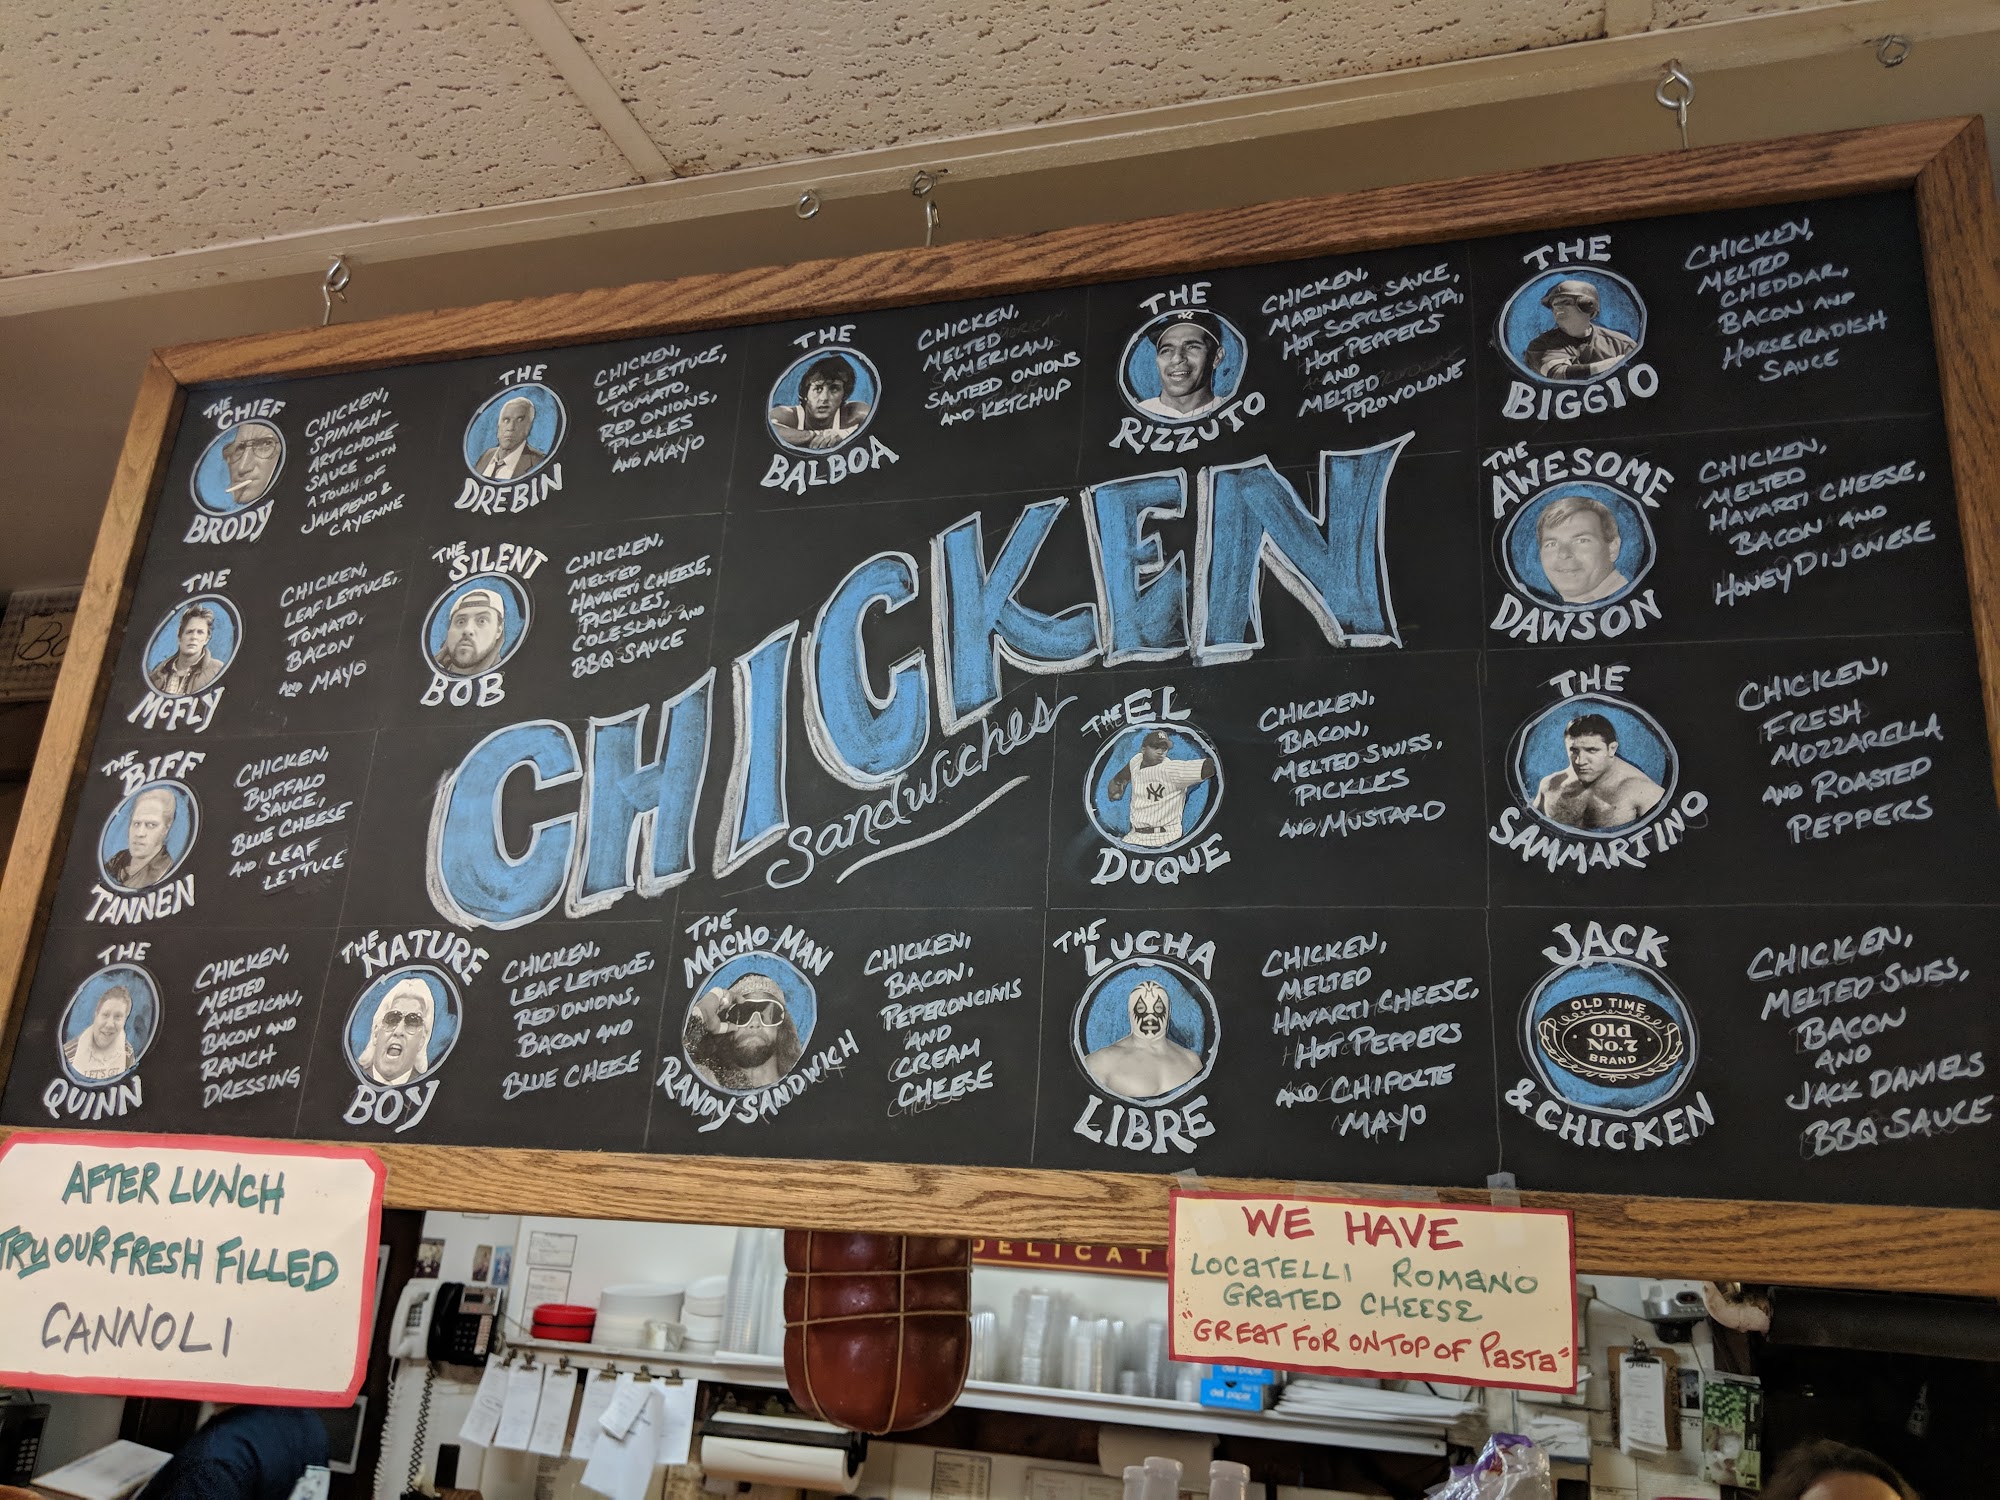 THE CHIEF
BRODY
CHICKEN,
SPINACH-
ARTICHOKE
SAUCE WITH
A TOUCH OF
JALAPENO &
CAYENNE
THE
DREBIN
CHICKEN,
LEAF LETTUCE,
TOMATO,
RED ONIONS,
PICKLES
AND MAYO
THE
BALBOA
CHICKEN,
MELTED
AMERICAN,
SAUTEED ONIONS
AND KETCHUP
THE
RIZZUTO
CHICKEN,
MARINARA SAUCE,
HOT SOPRESSATA,
HOT PEPPERS
AND
MELTED
PROVOLONE
THE
BIGGIO
CHICKEN,
MELTED
CHEDDAR,
BACON AND
HORSERADISH
SAUCE
THE
MCFLY
CHICKEN,
LEAF LETTUCE,
TOMATO,
BACON
AND MAYO
THE SILENT
BOB
CHICKEN,
MELTED
HAVARTI CHEESE,
PICKLES,
COLESLAW AND
BBQ SAUCE
CHICKEN
Sandwiches
THE AWESOME
DAWSON
CHICKEN,
MELTED
HAVARTI CHEESE,
BACON AND
HONEY DIJONESE
THE BIFF
TANNEN
CHICKEN,
BUFFALO
SAUCE,
BLUE CHEESE
AND LEAF
LETTUCE
THE EL
DUQUE
CHICKEN,
BACON,
MELTED SWISS,
PICKLES
AND MUSTARD
THE
SAMMARTINO
CHICKEN,
FRESH
MOZZARELLA
AND ROASTED
PEPPERS
THE
QUINN
CHICKEN,
MELTED
AMERICAN,
BACON AND
RANCH
DRESSING
THE NATURE
BOY
CHICKEN,
LEAF LETTUCE,
RED ONIONS,
BACON AND
BLUE CHEESE
THE
MACHO MAN
RANDY SANDWICH
CHICKEN,
BACON,
PEPERONCINIS
AND
CREAM
CHEESE
THE LUCHA
LIBRE
CHICKEN,
MELTED
HAVARTI CHEESE,
HOT PEPPERS
AND CHIPOLTE
MAYO
JACK
OLD TIME
Old
No. 7
BRAND
& CHICKEN
CHICKEN,
MELTED SWISS,
BACON
AND
JACK DANIELS
BBQ SAUCE
AFTER LUNCH
TRY OUR FRESH FILLED
CANNOLI
DELICAT
WE HAVE
LOCATELLI ROMANO
GRATED CHEESE
"GREAT FOR ON TOP OF PASTA"
deli paper